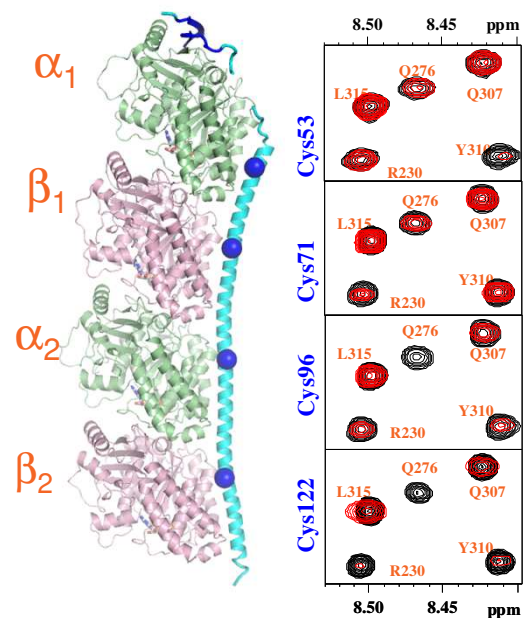 α1
β1
α2
β2
8.50 8.45 ppm
Cys53
L315 Q276 Q307
R230 Y310
Cys71
L315 Q276 Q307
R230 Y310
Cys96
L315 Q276 Q307
R230 Y310
Cys122
L315 Q276 Q307
R230 Y310
8.50 8.45 ppm